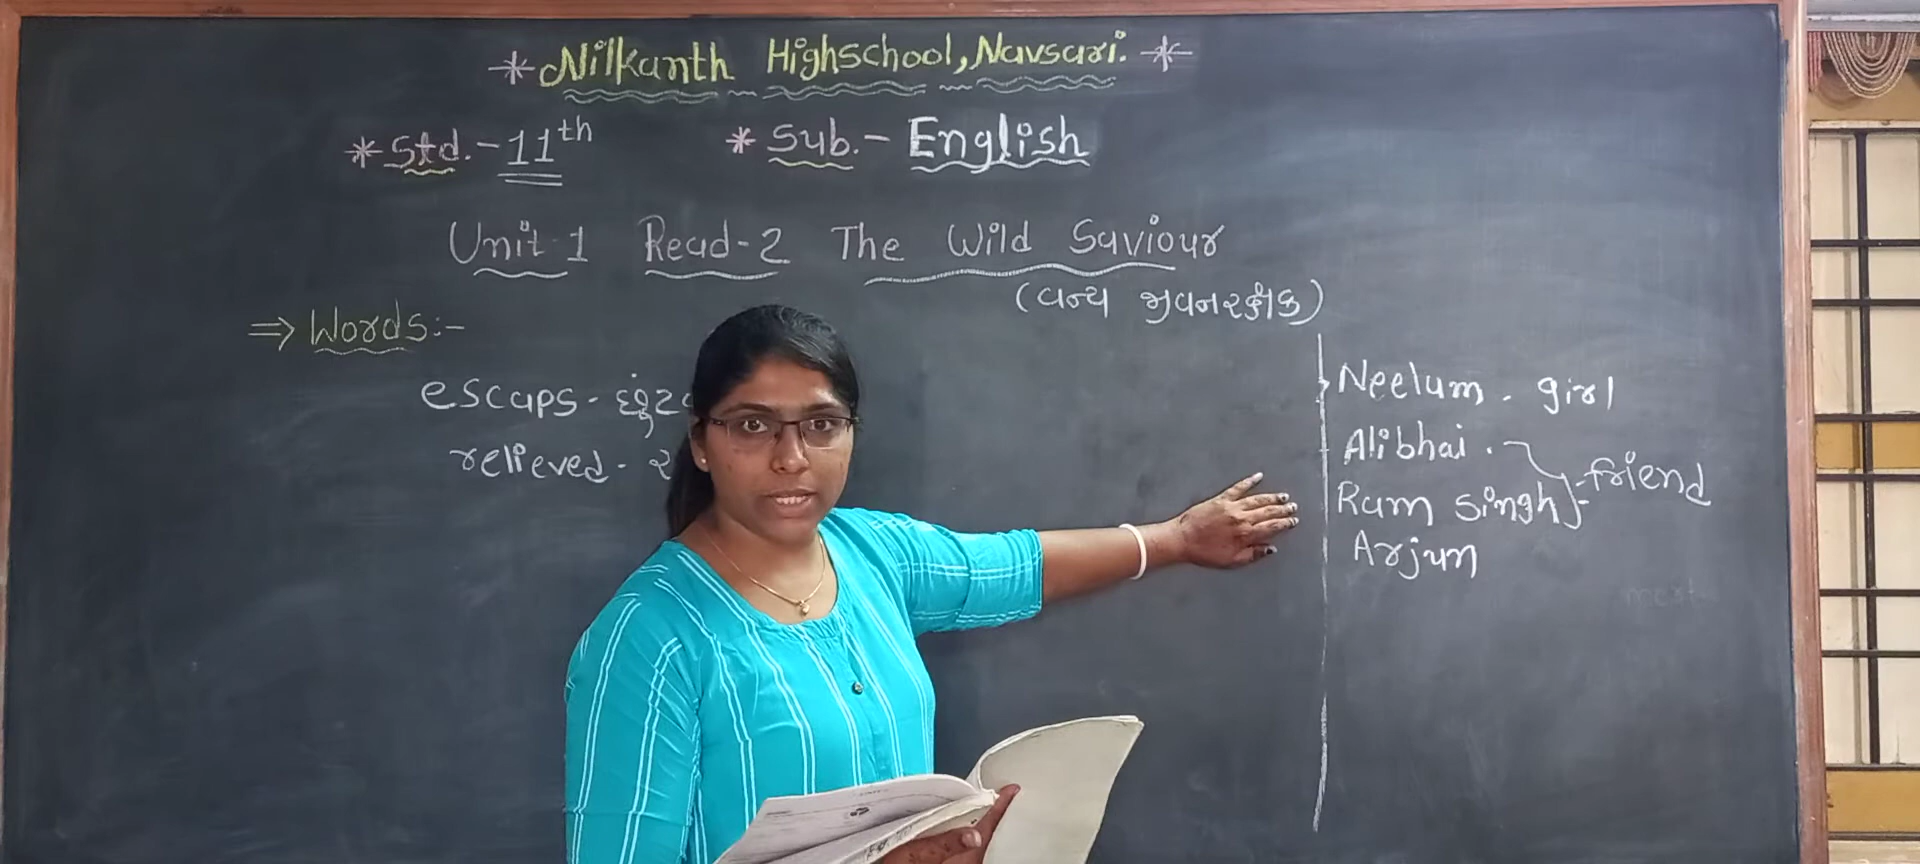 * Nilkanth Highschool, Navsari. *
* Std. - 11th * Sub. - English
Unit-1 Read-2 The Wild Saviour
(વન્ય જીવનરક્ષક)
⇒ Words:-
escaps -
relieved -
Neelum - girl
Alibhai -
Ram singh - friend
Arjun